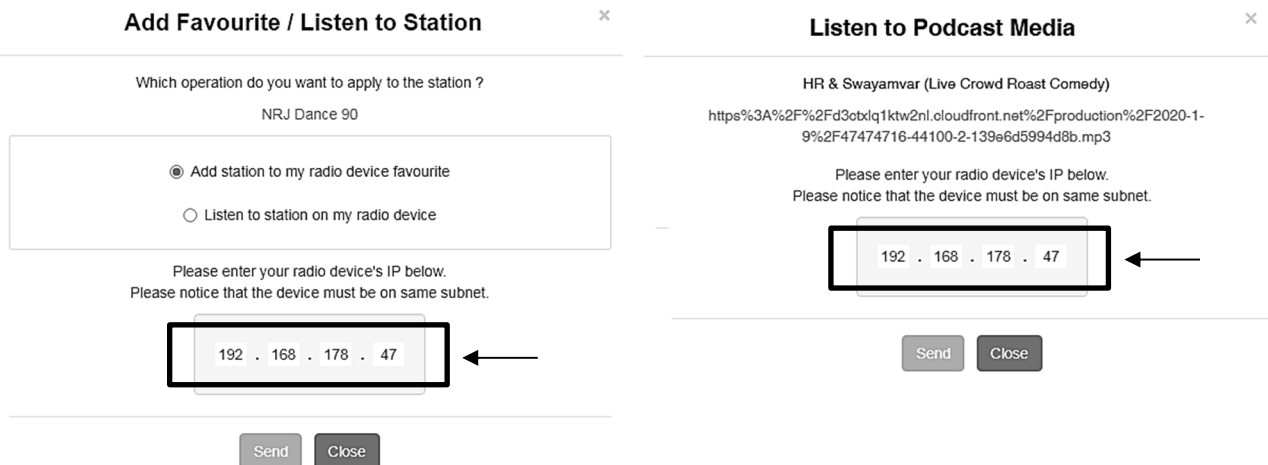 Add Favourite / Listen to Station
×
Which operation do you want to apply to the station ?
NRJ Dance 90
Add station to my radio device favourite
Listen to station on my radio device
Please enter your radio device's IP below.
Please notice that the device must be on same subnet.
192 . 168 . 178 . 47
Send
Close
Listen to Podcast Media
×
HR & Swayamvar (Live Crowd Roast Comedy)
https%3A%2F%2Fd3ctxlq1ktw2nl.cloudfront.net%2Fproduction%2F2020-1-
9%2F47474716-44100-2-139e6d5994d8b.mp3
Please enter your radio device's IP below.
Please notice that the device must be on same subnet.
192 . 168 . 178 . 47
Send
Close